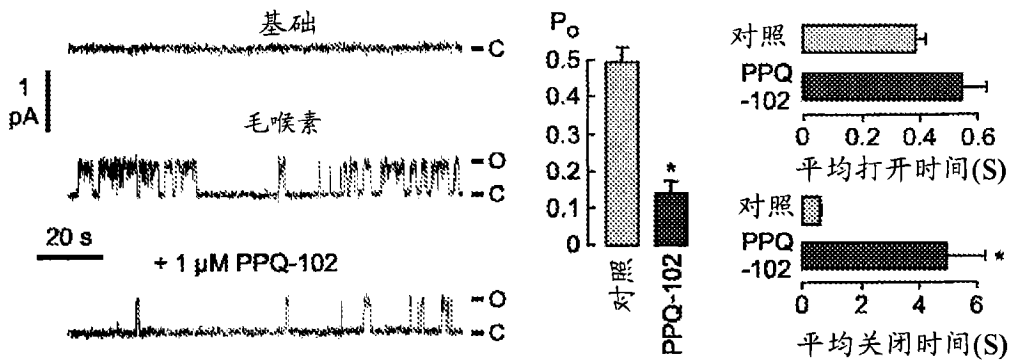 基础
C
1
pA
毛喉素
O
C
20 s
+ 1 µM PPQ-102
O
C
Po
0.5
0.4
0.3
0.2
0.1
0
*
对照
PPQ-102
对照
PPQ
-102
0 0.2 0.4 0.6
平均打开时间(S)
对照
PPQ
-102
*
0 2 4 6
平均关闭时间(S)